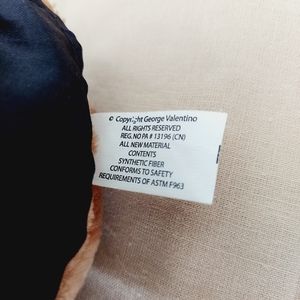 © Copyright George Valentino
ALL RIGHTS RESERVED
REG. NO PA # 13196 (CN)
ALL NEW MATERIAL
CONTENTS
SYNTHETIC FIBER
CONFORMS TO SAFETY
REQUIREMENTS OF ASTM F963